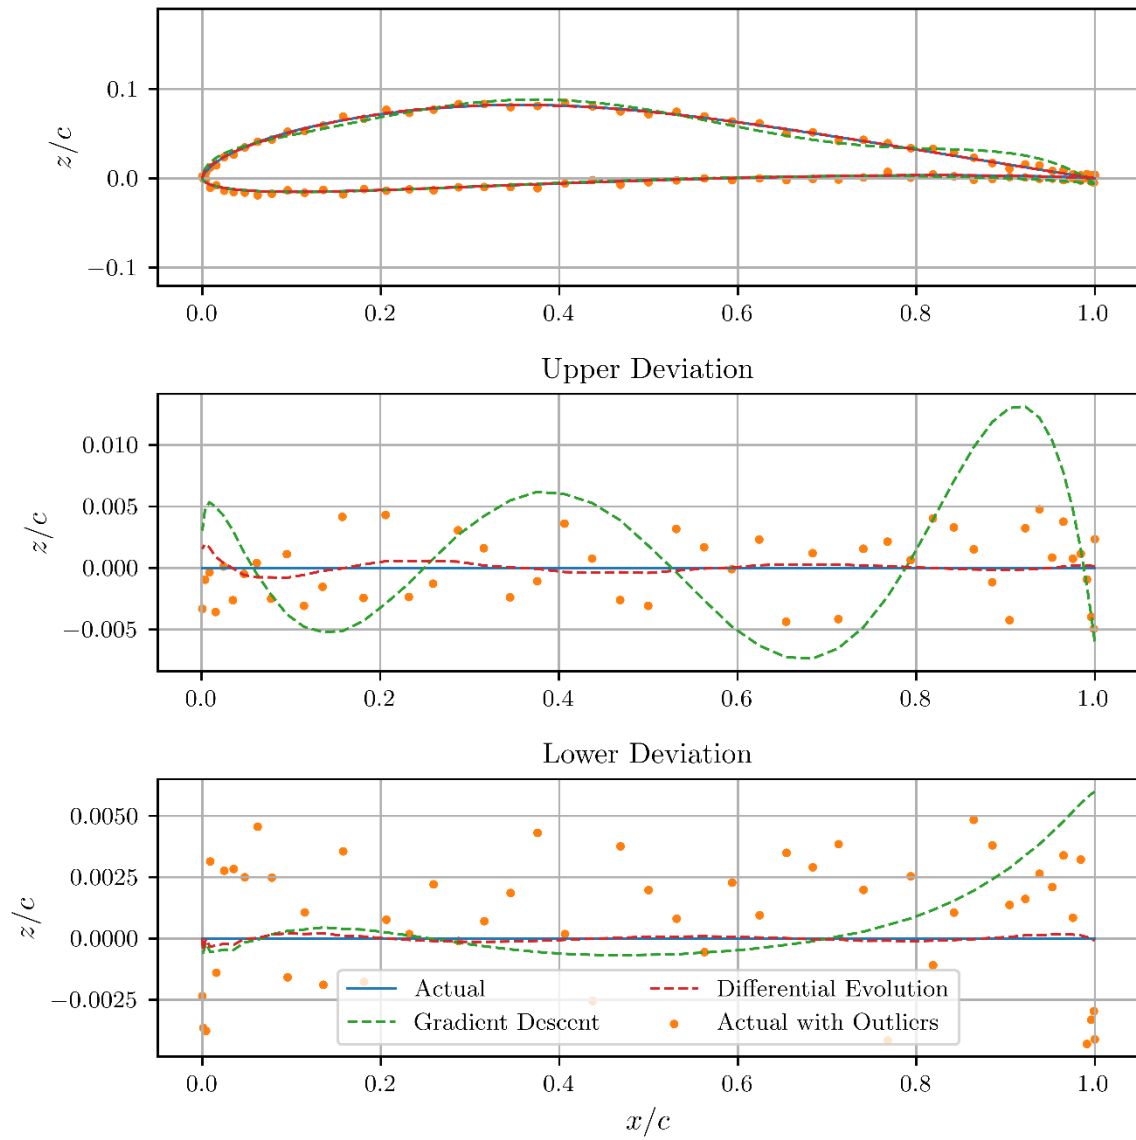 0.1
0.0
−0.1
z/c
0.0 0.2 0.4 0.6 0.8 1.0
Upper Deviation
0.010
0.005
0.000
−0.005
z/c
0.0 0.2 0.4 0.6 0.8 1.0
Lower Deviation
0.0050
0.0025
0.0000
−0.0025
z/c
Actual
Gradient Descent
Differential Evolution
Actual with Outliers
0.0 0.2 0.4 0.6 0.8 1.0
x/c